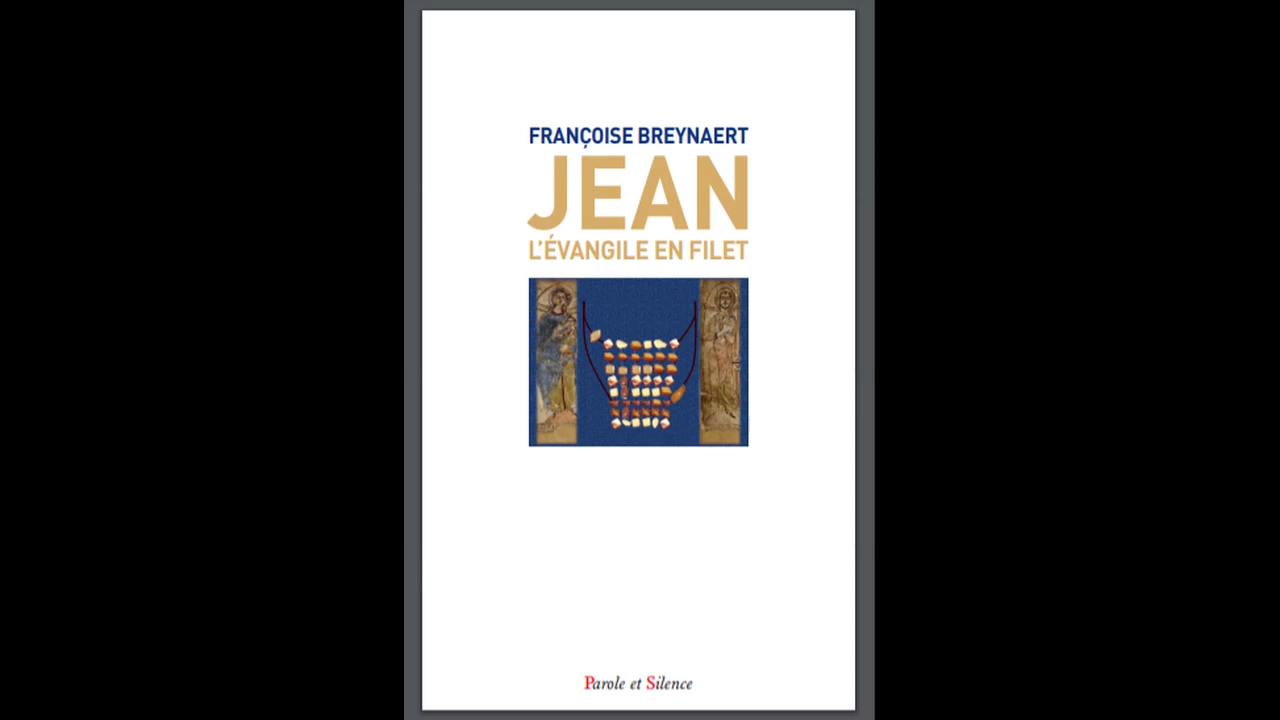 FRANÇOISE BREYNAERT
JEAN
L'ÉVANGILE EN FILET
Parole et Silence